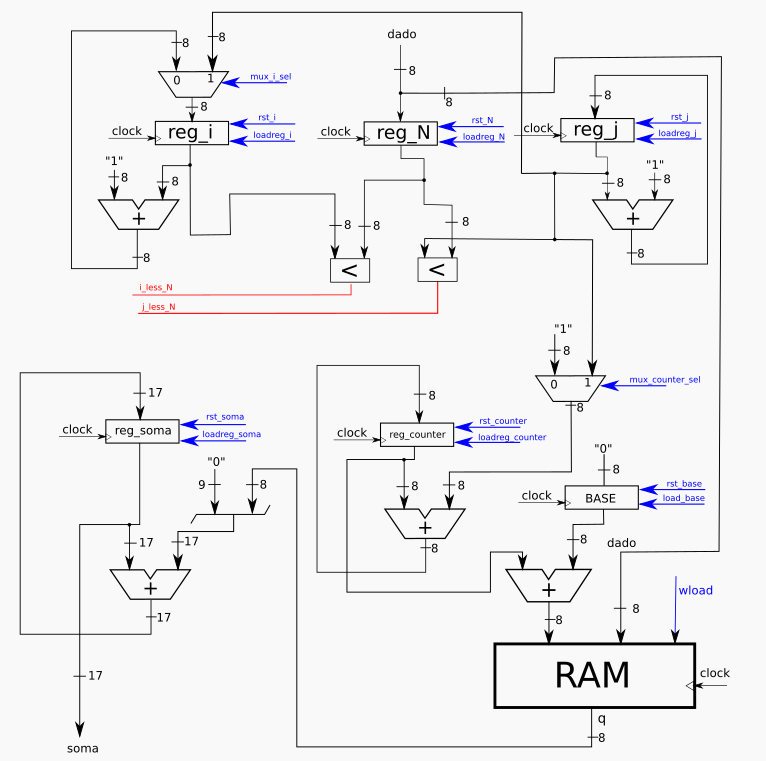 dado
8
8
8
8
0
1
mux_i_sel
8
8
8
rst_i
rst_N
rst_j
clock
reg_i
loadreg_i
clock
reg_N
loadreg_N
clock
reg_j
loadreg_j
"1"
8
8
+
8
"1"
8
8
+
8
8
8
8
<
<
i_less_N
j_less_N
"1"
8
0
1
mux_counter_sel
8
17
8
clock
reg_soma
rst_soma
loadreg_soma
clock
reg_counter
rst_counter
loadreg_counter
"0"
9
8
8
8
"0"
8
clock
BASE
rst_base
load_base
17
17
+
17
+
8
8
dado
+
8
8
wload
RAM
clock
17
soma
q
8